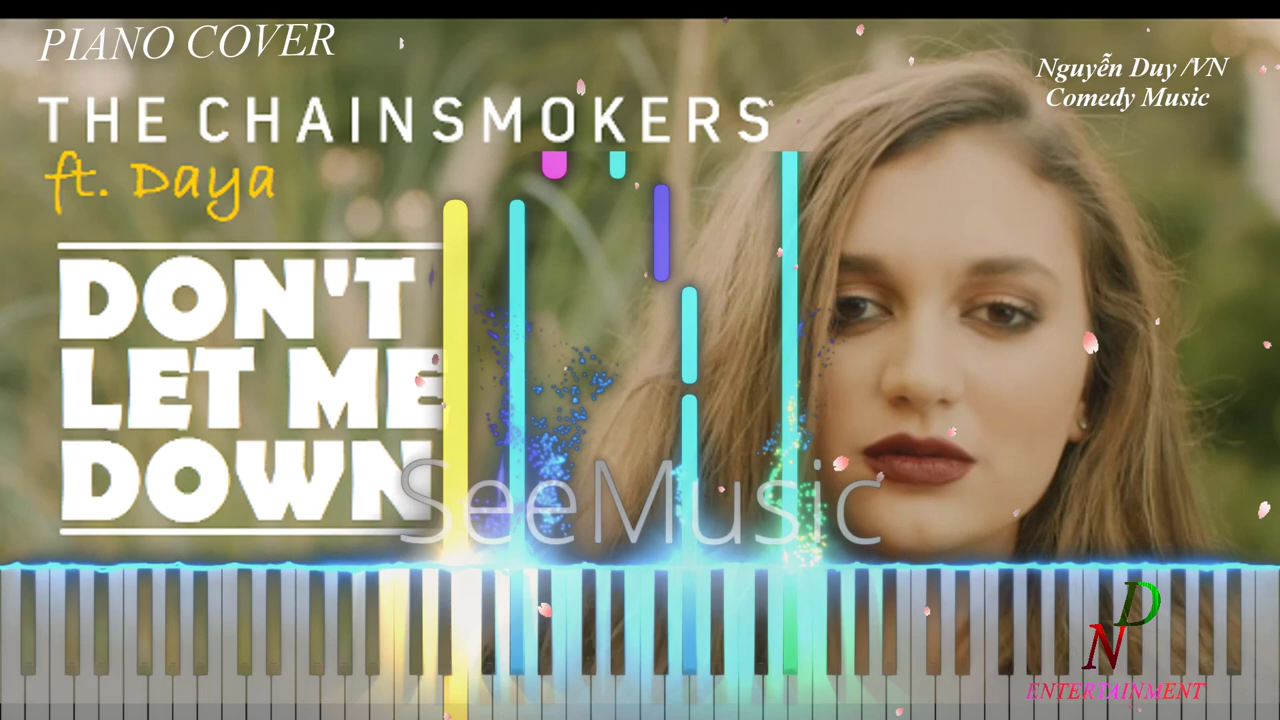 PIANO COVER
Nguyễn Duy /VN
Comedy Music
THE CHAINSMOKERS
ft. Daya
DON'T
LET ME
DOWN
SeeMusic
ND
ENTERTAINMENT